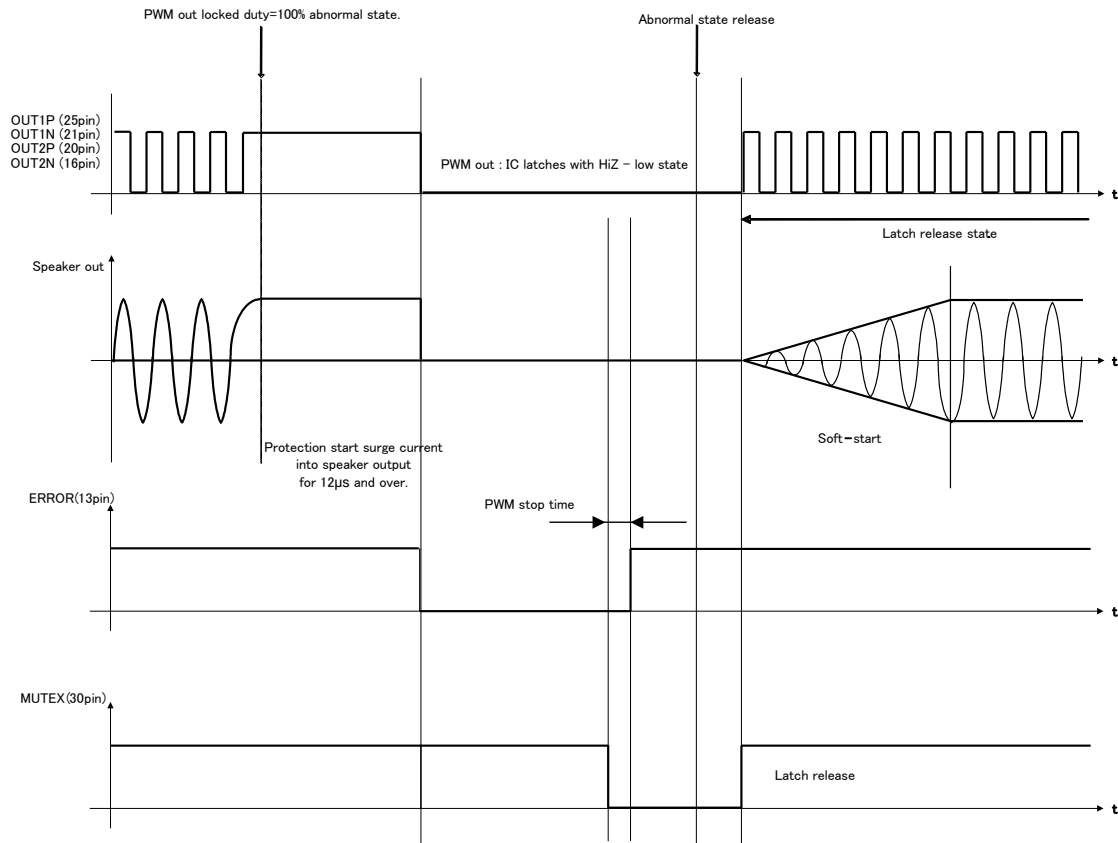 PWM out locked duty=100% abnormal state.
Abnormal state release
OUT1P (25pin)
OUT1N (21pin)
OUT2P (20pin)
OUT2N (16pin)
PWM out : IC latches with HiZ - low state
t
Latch release state
Speaker out
t
Soft-start
Protection start surge current
into speaker output
for 12μs and over.
ERROR(13pin)
PWM stop time
t
MUTEX(30pin)
Latch release
t